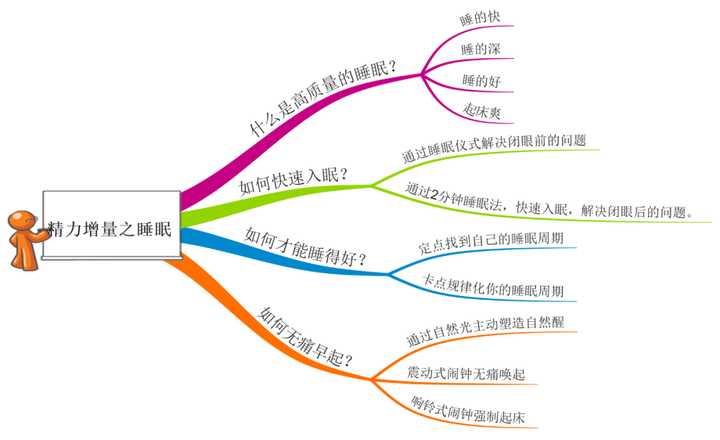 精力增量之睡眠
什么是高质量的睡眠？
睡的快
睡的深
睡的好
起床爽
如何快速入眠？
通过睡眠仪式解决闭眼前的问题
通过2分钟睡眠法，快速入眠，解决闭眼后的问题。
如何才能睡得好？
定点找到自己的睡眠周期
卡点规律化你的睡眠周期
如何无痛早起？
通过自然光主动塑造自然醒
震动式闹钟无痛唤起
响铃式闹钟强制起床